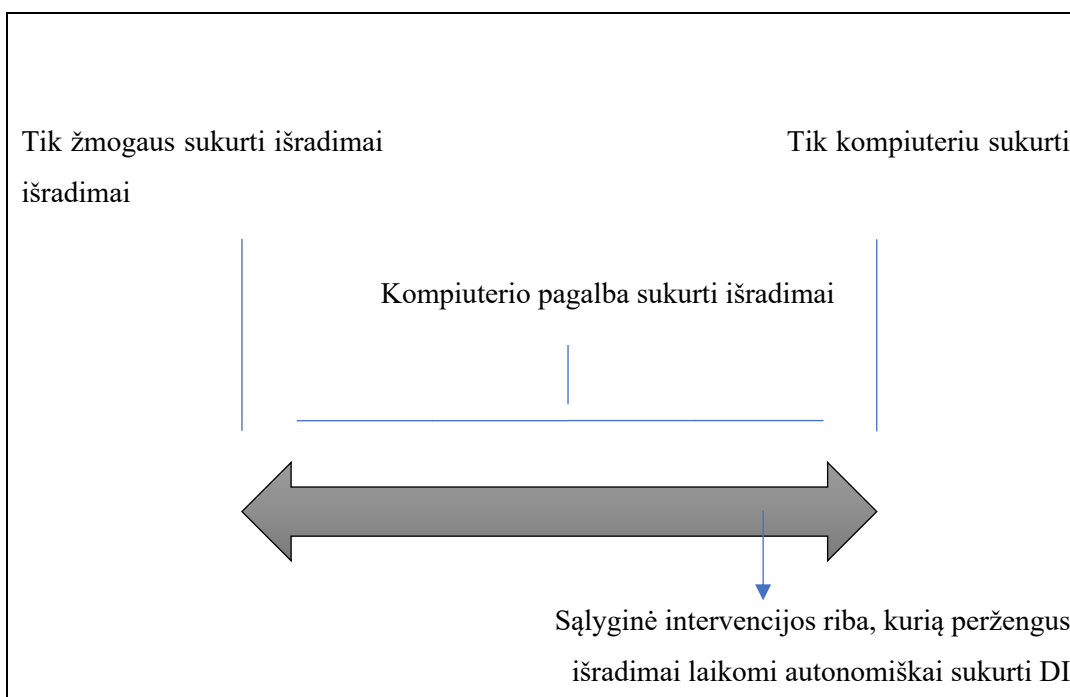 Tik žmogaus sukurti išradimai Tik kompiuteriu sukurti
išradimai
Kompiuterio pagalba sukurti išradimai
Sąlyginė intervencijos riba, kurią peržengus
išradimai laikomi autonomiškai sukurti DI